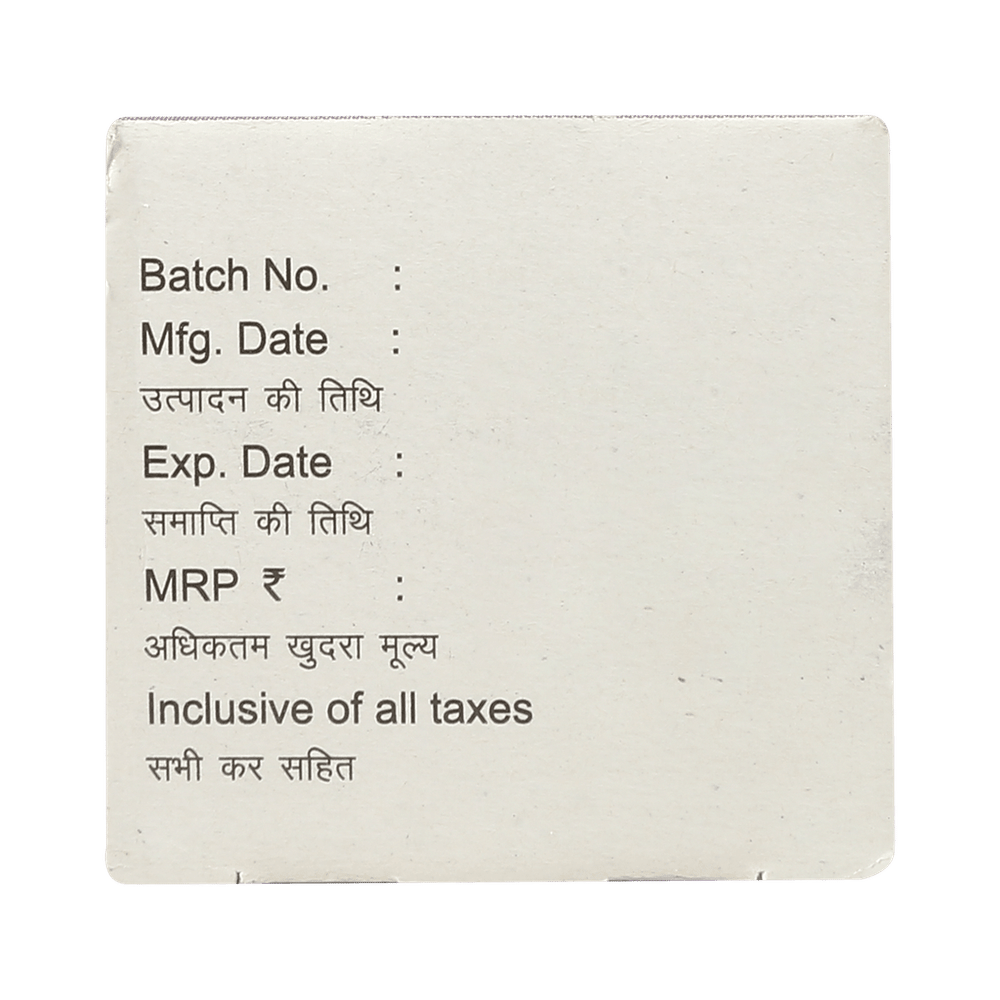 Batch No. :
Mfg. Date :
उत्पादन की तिथि
Exp. Date :
समाप्ति की तिथि
MRP ₹ :
अधिकतम खुदरा मूल्य
Inclusive of all taxes
सभी कर सहित